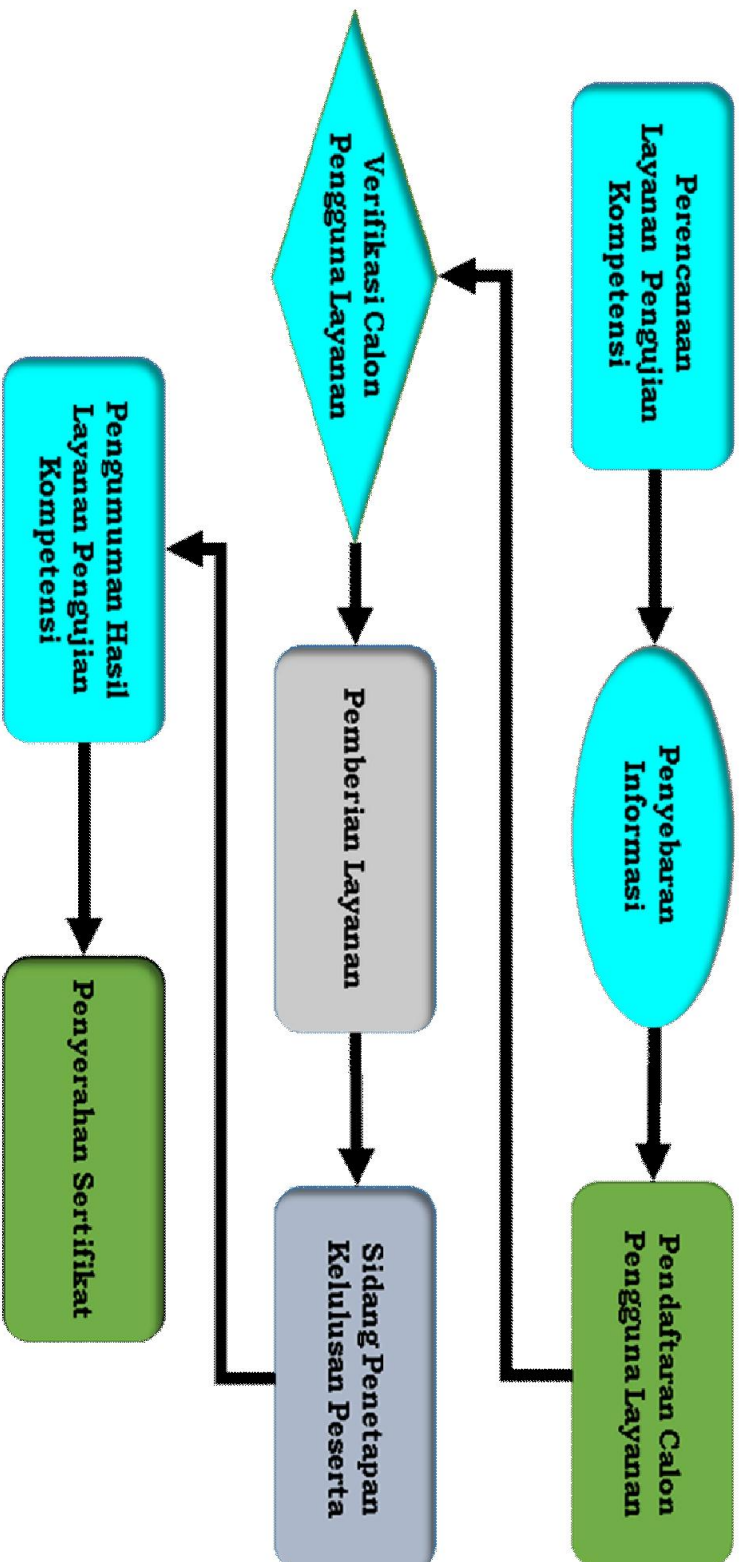 Perencanaan
Layanan Pengujian
Kompetensi
Penyebaran
Informasi
Pendaftaran Calon
Pengguna Layanan
Verifikasi Calon
Pengguna Layanan
Pemberian Layanan
Sidang Penetapan
Kelulusan Peserta
Pengumuman Hasil
Layanan Pengujian
Kompetensi
Penyerahan Sertifikat